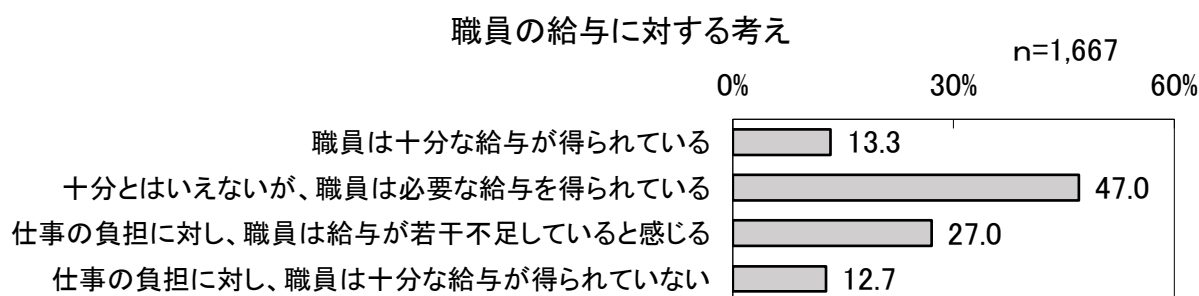 職員の給与に対する考え
n=1,667
0% 30% 60%
職員は十分な給与が得られている 13.3
十分とはいえないが、職員は必要な給与を得られている 47.0
仕事の負担に対し、職員は給与が若干不足していると感じる 27.0
仕事の負担に対し、職員は十分な給与が得られていない 12.7